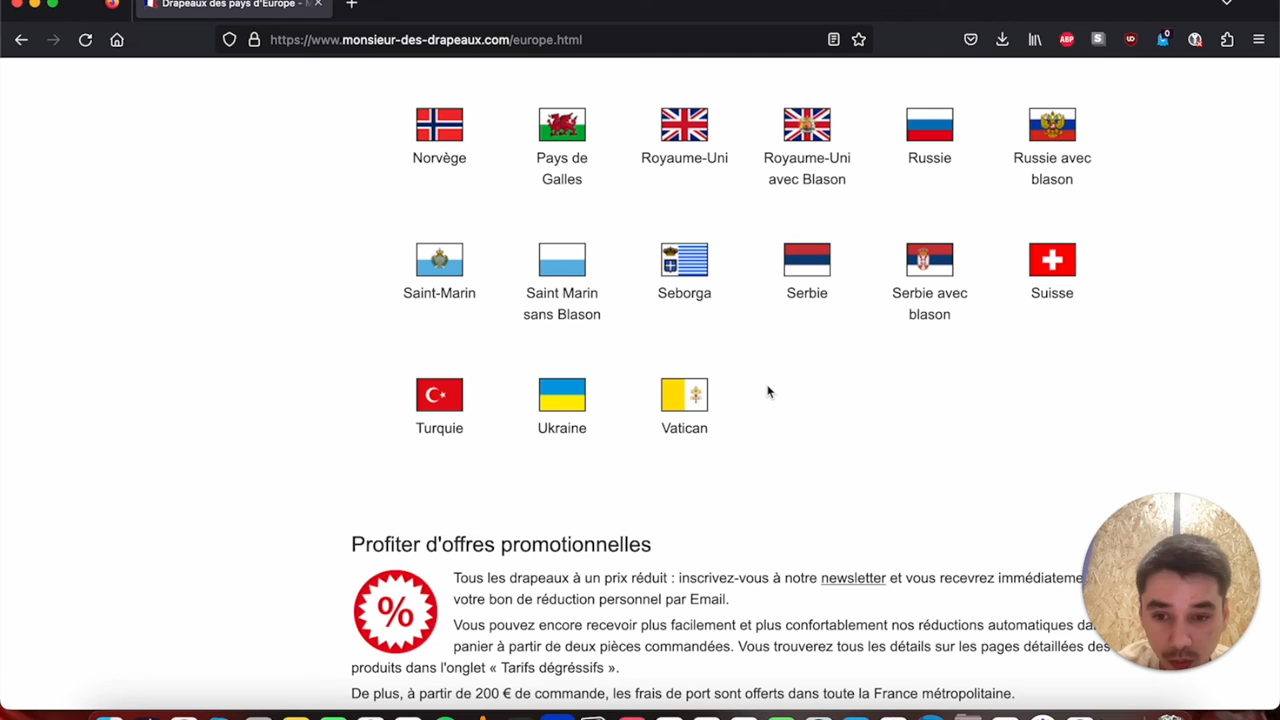 Drapeaux des pays d'Europe -
https://www.monsieur-des-drapeaux.com/europe.html
ABP
0
Norvège
Pays de
Galles
Royaume-Uni
Royaume-Uni
avec Blason
Russie
Russie avec
blason
Saint-Marin
Saint Marin
sans Blason
Seborga
Serbie
Serbie avec
blason
Suisse
Turquie
Ukraine
Vatican
Profiter d'offres promotionnelles
%
Tous les drapeaux à un prix réduit : inscrivez-vous à notre newsletter et vous recevrez
votre bon de réduction personnel par Email.
Vous pouvez encore recevoir plus facilement et plus confortablement nos réductions automatiques
panier à partir de deux pièces commandées. Vous trouverez tous les détails sur les pages détaillées des
produits dans l'onglet « Tarifs dégréssifs ».
De plus, à partir de 200 € de commande, les frais de port sont offerts dans toute la France métropolitaine.